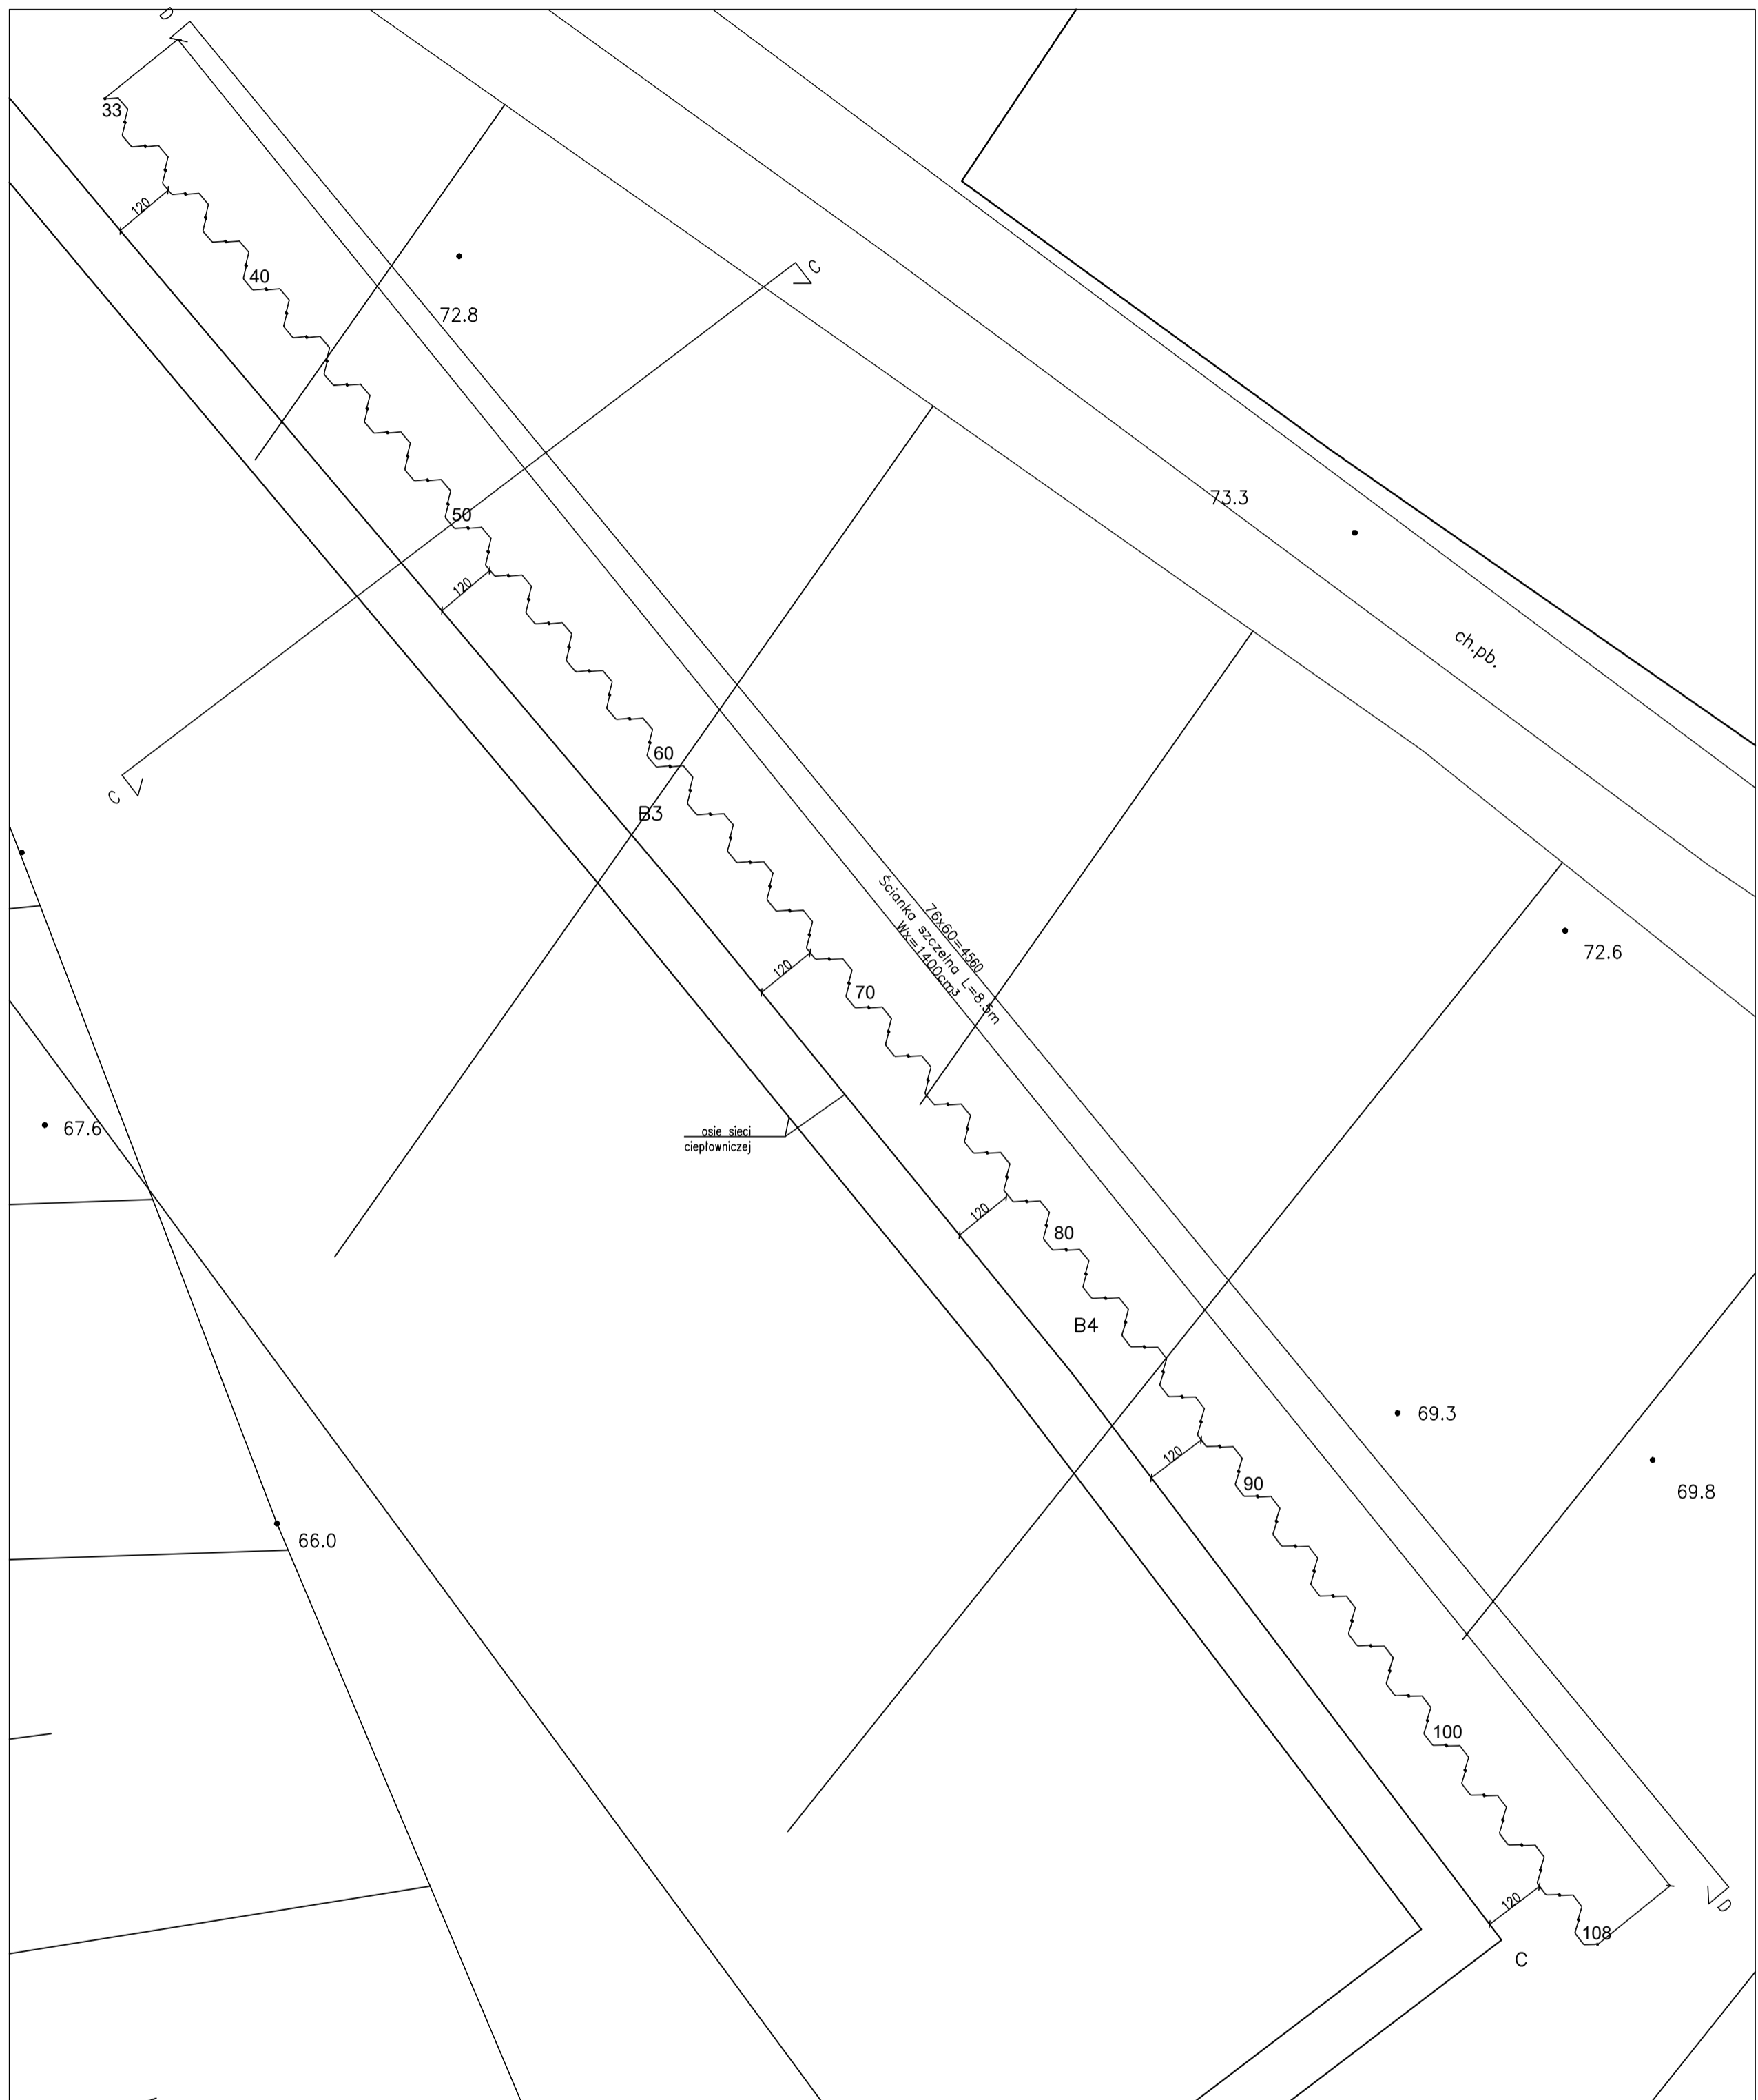 D
33
120
40
72.8
C
50
73.3
120
ch.pb.
60
C
B3
76x60=4560
Ścianka szczelna L=8.5m
Wx=1400cm³
72.6
120
70
67.6
osie sieci
ciepłowniczej
120
80
B4
69.3
120
90
69.8
66.0
100
120
D
108
C